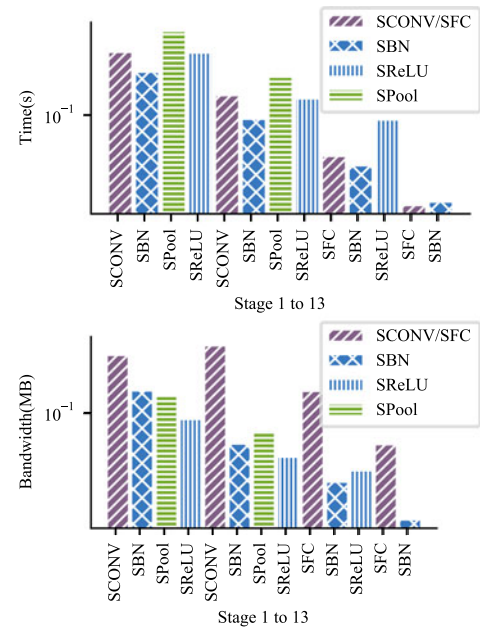 SCONV/SFC
SBN
SReLU
SPool
Time(s)
10⁻¹
SCONV
SBN
SPool
SReLU
SCONV
SBN
SPool
SReLU
SFC
SBN
SReLU
SFC
SBN
Stage 1 to 13
SCONV/SFC
SBN
SReLU
SPool
Bandwidth(MB)
10⁻¹
SCONV
SBN
SPool
SReLU
SCONV
SBN
SPool
SReLU
SFC
SBN
SReLU
SFC
SBN
Stage 1 to 13